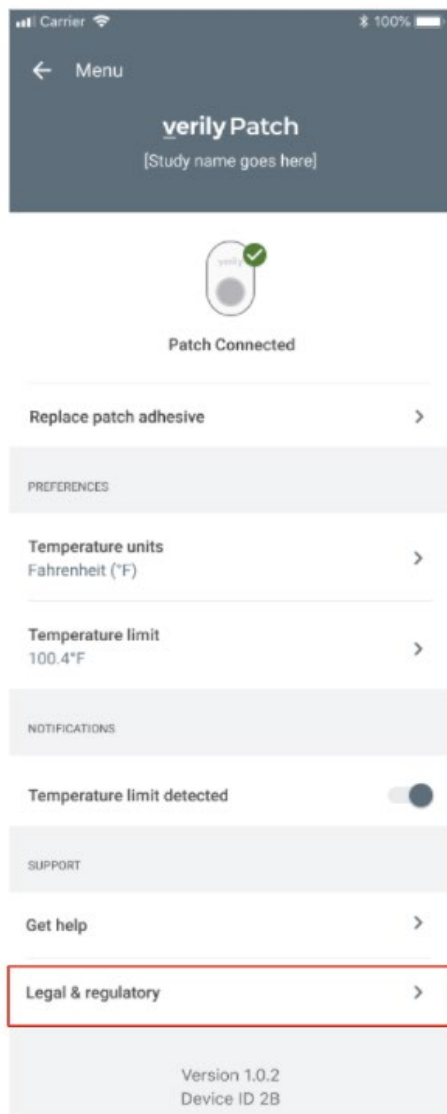 Carrier 100%
Menu
verily Patch
[Study name goes here]
verily
Patch Connected
Replace patch adhesive
PREFERENCES
Temperature units
Fahrenheit (°F)
Temperature limit
100.4°F
NOTIFICATIONS
Temperature limit detected
SUPPORT
Get help
Legal & regulatory
Version 1.0.2
Device ID 2B